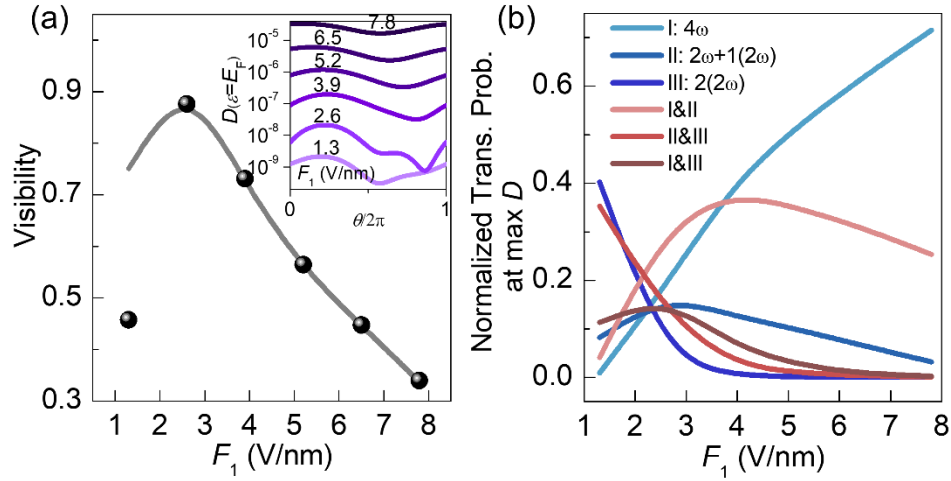 (a)
Visibility
0.9
0.7
0.5
0.3
1 2 3 4 5 6 7 8
F₁ (V/nm)
D(ε=E_F)
10⁻⁵
10⁻⁶
10⁻⁷
10⁻⁸
10⁻⁹
7.8
6.5
5.2
3.9
2.6
1.3
F₁ (V/nm)
0 1
θ/2π
(b)
Normalized Trans. Prob.
at max D
0.6
0.4
0.2
0.0
I: 4ω
II: 2ω+1(2ω)
III: 2(2ω)
I&II
II&III
I&III
1 2 3 4 5 6 7 8
F₁ (V/nm)